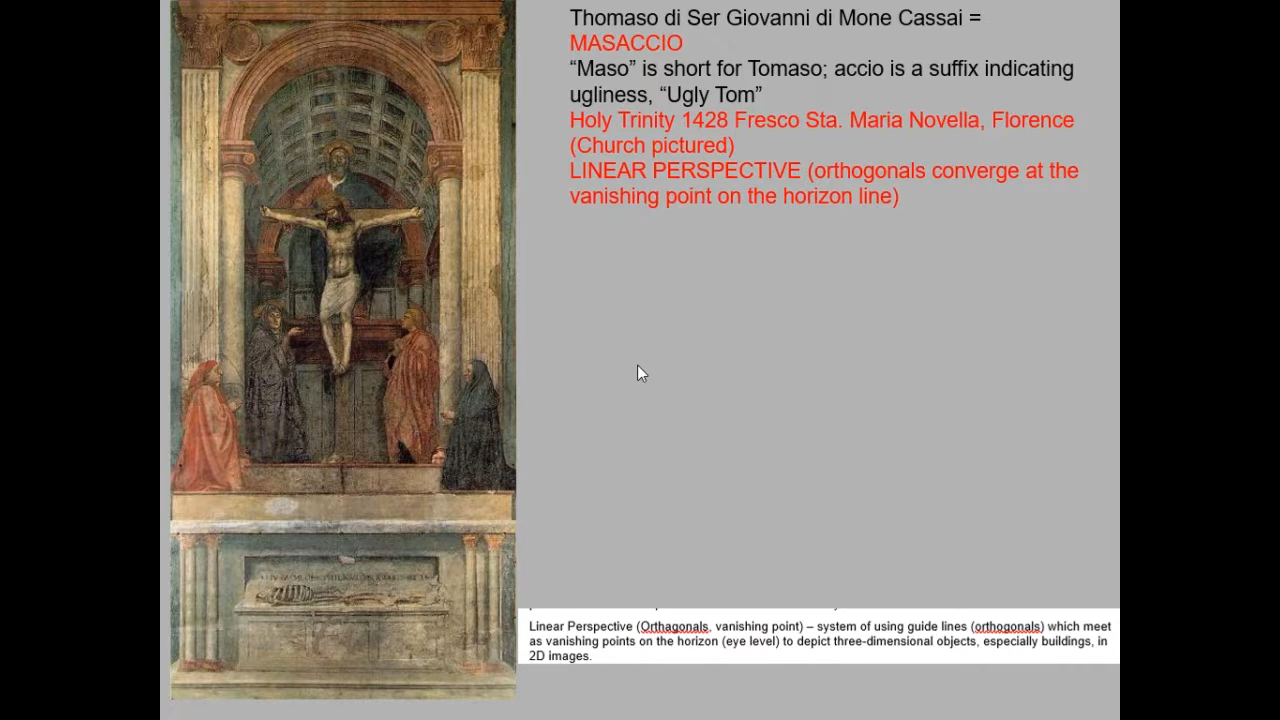 Thomaso di Ser Giovanni di Mone Cassai =
MASACCIO
“Maso” is short for Tomaso; accio is a suffix indicating
ugliness, “Ugly Tom”
Holy Trinity 1428 Fresco Sta. Maria Novella, Florence
(Church pictured)
LINEAR PERSPECTIVE (orthogonals converge at the
vanishing point on the horizon line)
Linear Perspective (Orthagonals, vanishing point) – system of using guide lines (orthogonals) which meet
as vanishing points on the horizon (eye level) to depict three-dimensional objects, especially buildings, in
2D images.